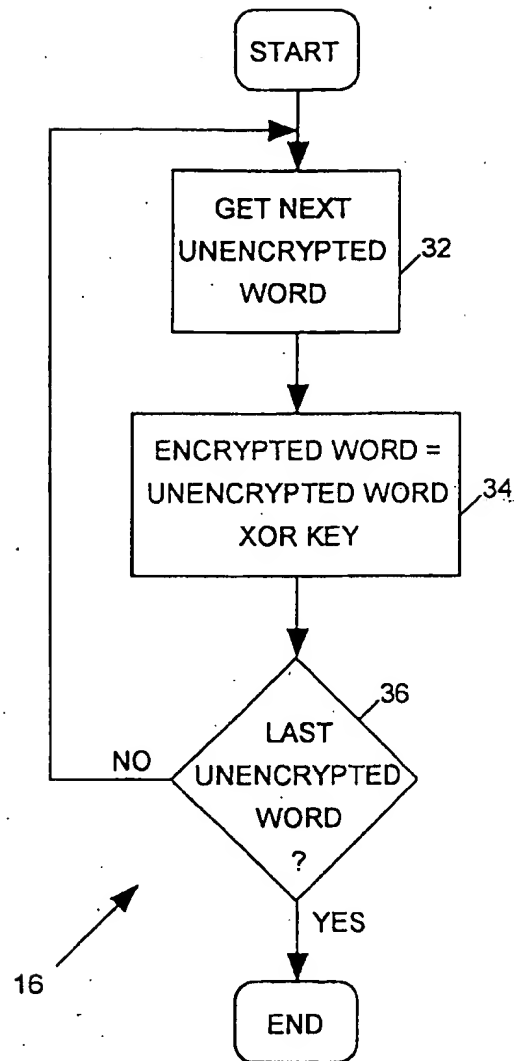 START
GET NEXT
UNENCRYPTED
WORD
32
ENCRYPTED WORD =
UNENCRYPTED WORD
XOR KEY
34
36
LAST
UNENCRYPTED
WORD
?
NO
YES
16
END